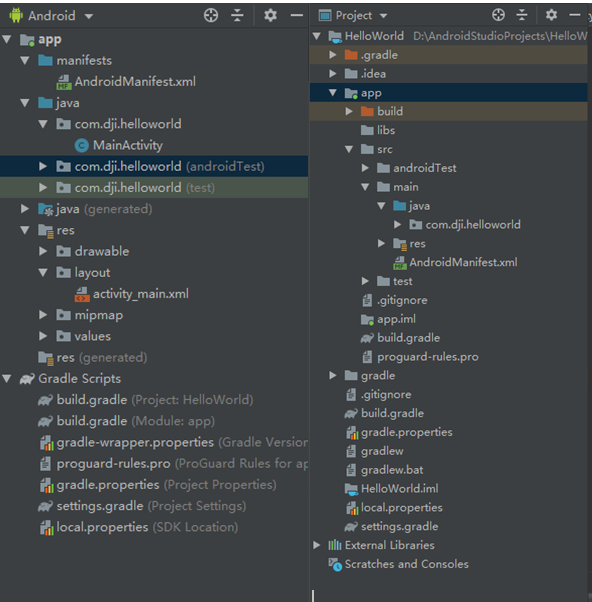 Android
app
manifests
AndroidManifest.xml
java
com.dji.helloworld
MainActivity
com.dji.helloworld (androidTest)
com.dji.helloworld (test)
java (generated)
res
drawable
layout
activity_main.xml
mipmap
values
res (generated)
Gradle Scripts
build.gradle (Project: HelloWorld)
build.gradle (Module: app)
gradle-wrapper.properties (Gradle Version
proguard-rules.pro (ProGuard Rules for ap
gradle.properties (Project Properties)
settings.gradle (Project Settings)
local.properties (SDK Location)
Project
HelloWorld D:\AndroidStudioProjects\HelloW
.gradle
.idea
app
build
libs
src
androidTest
main
java
com.dji.helloworld
res
AndroidManifest.xml
test
.gitignore
app.iml
build.gradle
proguard-rules.pro
gradle
.gitignore
build.gradle
gradle.properties
gradlew
gradlew.bat
HelloWorld.iml
local.properties
settings.gradle
External Libraries
Scratches and Consoles